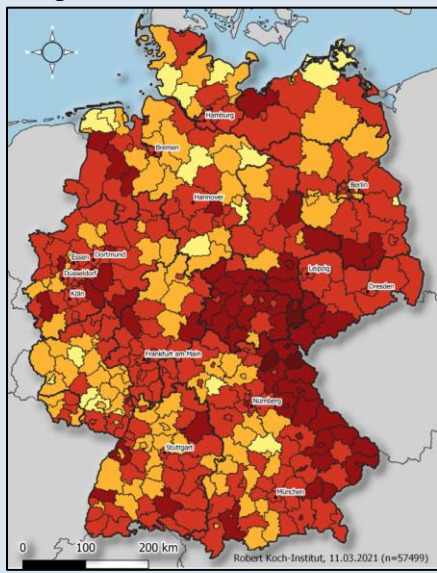 Hamburg
Bremen
Berlin
Hannover
Essen
Dortmund
Düsseldorf
Leipzig
Köln
Dresden
Frankfurt am Main
Nürnberg
Stuttgart
München
0 100 200 km
Robert Koch-Institut, 11.03.2021 (n=57499)